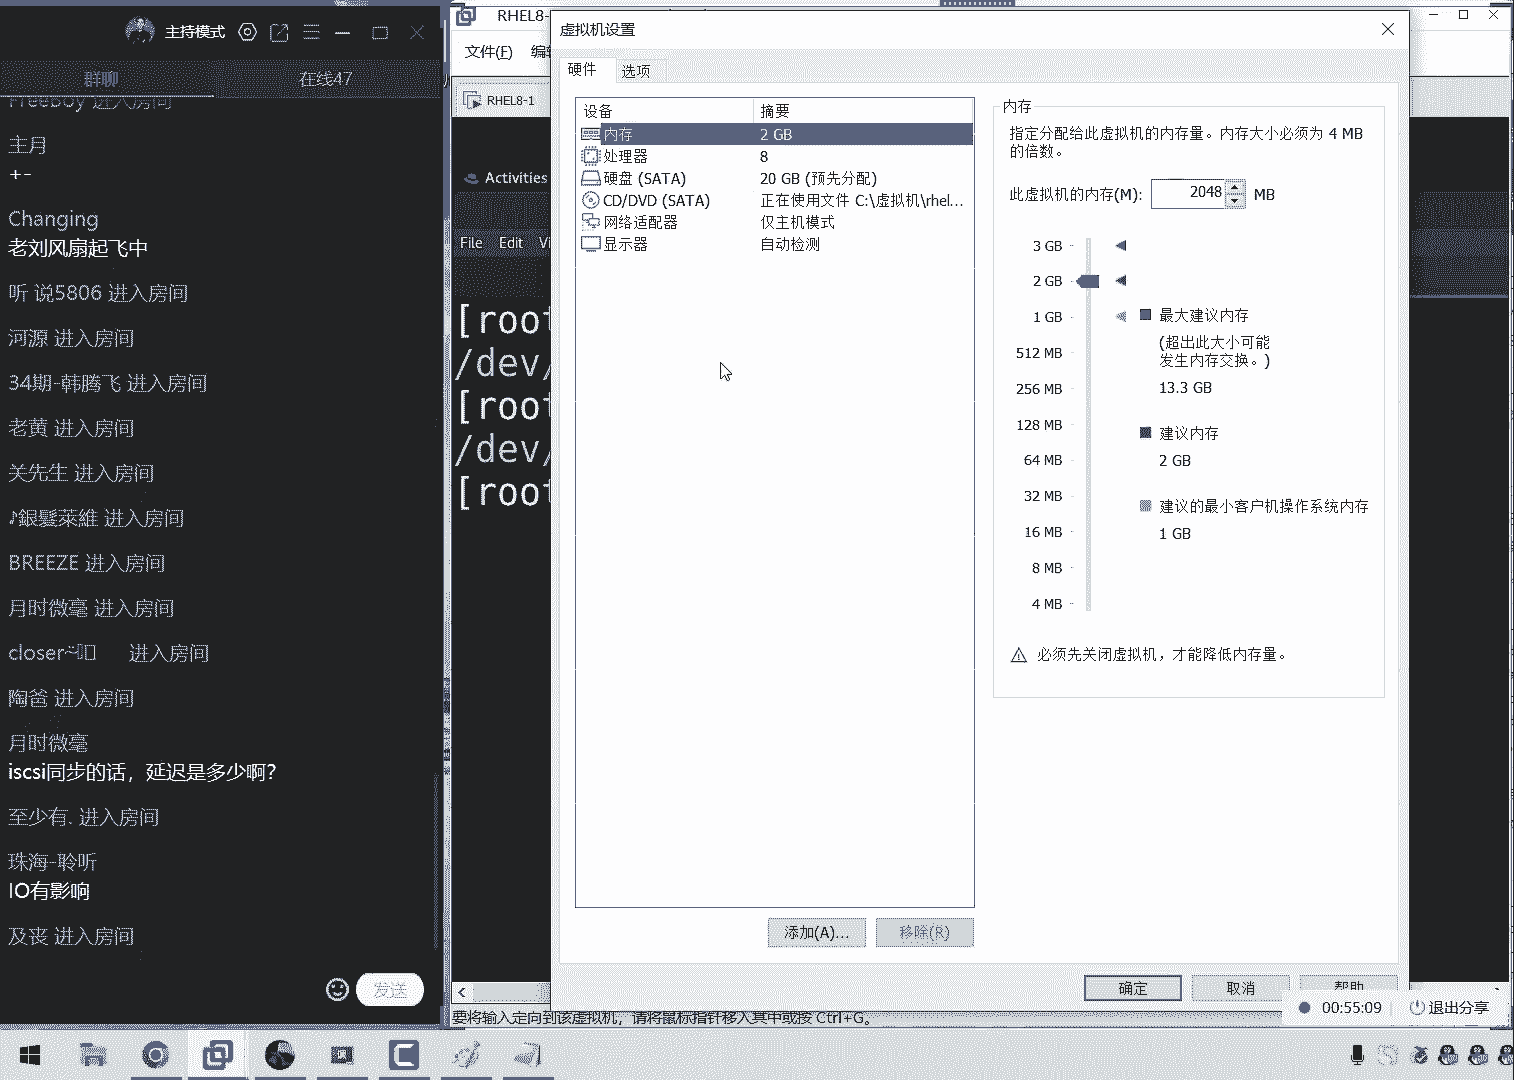 主持模式
群聊
在线47
FreeBoy 进入房间
主月
+-
Changing
老刘风扇起飞中
听 说5806 进入房间
河源 进入房间
34期-韩腾飞 进入房间
老黄 进入房间
关先生 进入房间
♪銀鬟萊維 进入房间
BREEZE 进入房间
月时微毫 进入房间
进入房间
陶爸 进入房间
月时微毫
iscsi同步的话，延迟是多少啊？
至少有. 进入房间
珠海-聆听
IO有影响
及丧 进入房间
发送
RHEL8-
文件(F)
RHEL8-1
Activities
File Edit Vi
[root
/dev/
[root
/dev/
[root
虚拟机设置
硬件 选项
设备 摘要
内存 2 GB
处理器 8
硬盘 (SATA) 20 GB (预先分配)
CD/DVD (SATA) 正在使用文件 C:\虚拟机\rhel...
网络适配器 仅主机模式
显示器 自动检测
添加(A)...
移除(R)
内存
指定分配给此虚拟机的内存量。内存大小必须为 4 MB
的倍数。
此虚拟机的内存(M): 2048 MB
3 GB
2 GB
1 GB
512 MB
256 MB
128 MB
64 MB
32 MB
16 MB
8 MB
4 MB
最大建议内存
(超出此大小可能
发生内存交换。)
13.3 GB
建议内存
2 GB
建议的最小客户机操作系统内存
1 GB
必须先关闭虚拟机，才能降低内存量。
确定
取消
帮助
要将输入定向到该虚拟机，请将鼠标指针移入其中或按 Ctrl+G。
00:55:09
退出分享